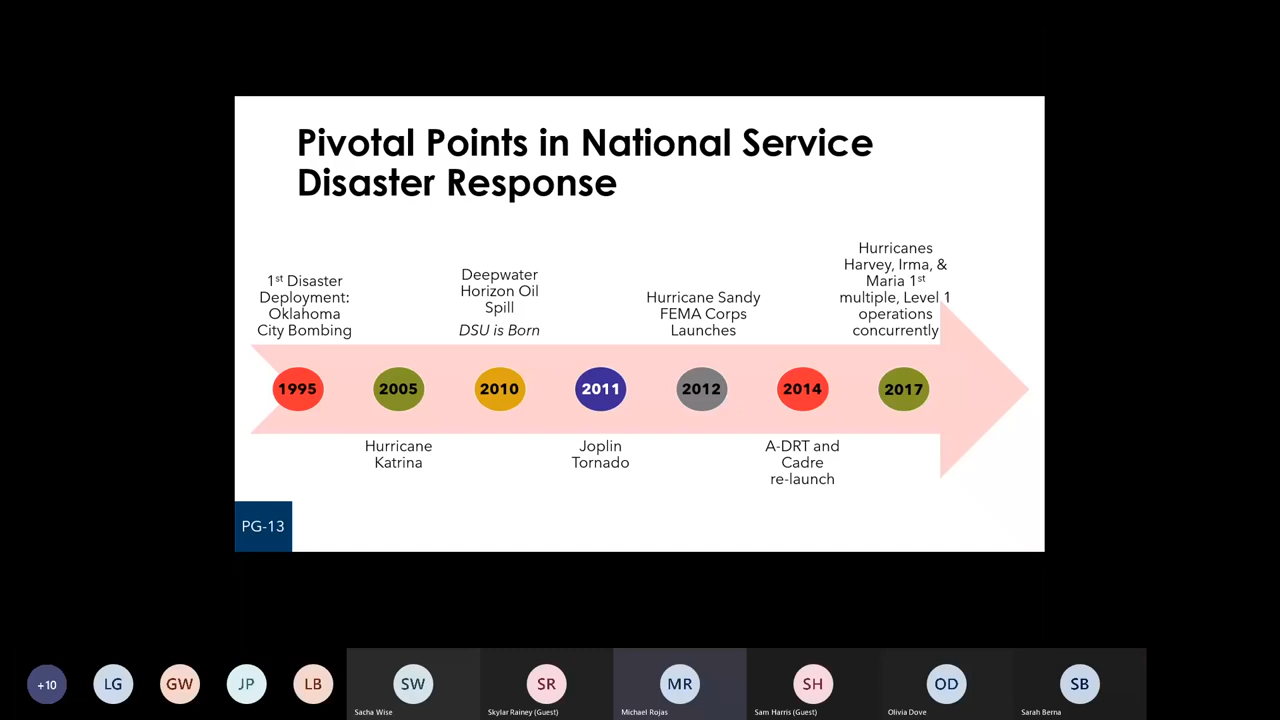 Pivotal Points in National Service
Disaster Response
1st Disaster
Deployment:
Oklahoma
City Bombing
Deepwater
Horizon Oil
Spill
DSU is Born
Hurricane Sandy
FEMA Corps
Launches
Hurricanes
Harvey, Irma, &
Maria 1st
multiple, Level 1
operations
concurrently
1995
2005
2010
2011
2012
2014
2017
Hurricane
Katrina
Joplin
Tornado
A-DRT and
Cadre
re-launch
PG-13
+10
LG
GW
JP
LB
SW
Sacha Wise
SR
Skylar Rainey (Guest)
MR
Michael Rojas
SH
Sam Harris (Guest)
OD
Olivia Dove
SB
Sarah Berna